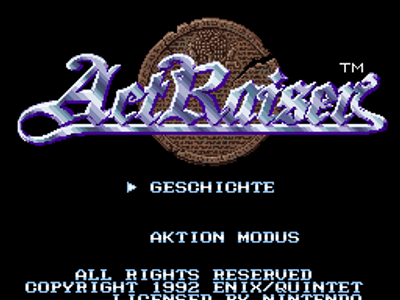 ActRaiser TM
GESCHICHTE
AKTION MODUS
ALL RIGHTS RESERVED
COPYRIGHT 1992 ENIX/QUINTET
LICENSED BY NINTENDO